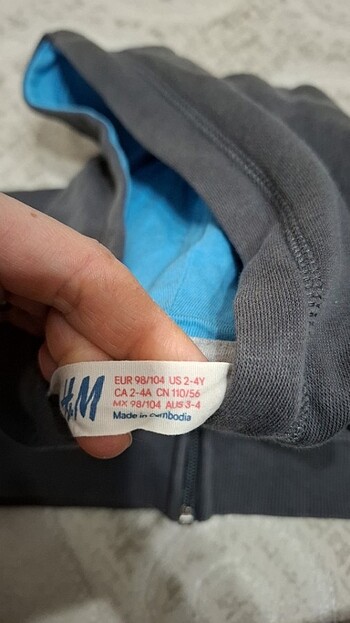 H&M
EUR 98/104 US 2-4Y
CA 2-4A CN 110/56
MX 98/104 AUS 3-4
Made in Cambodia